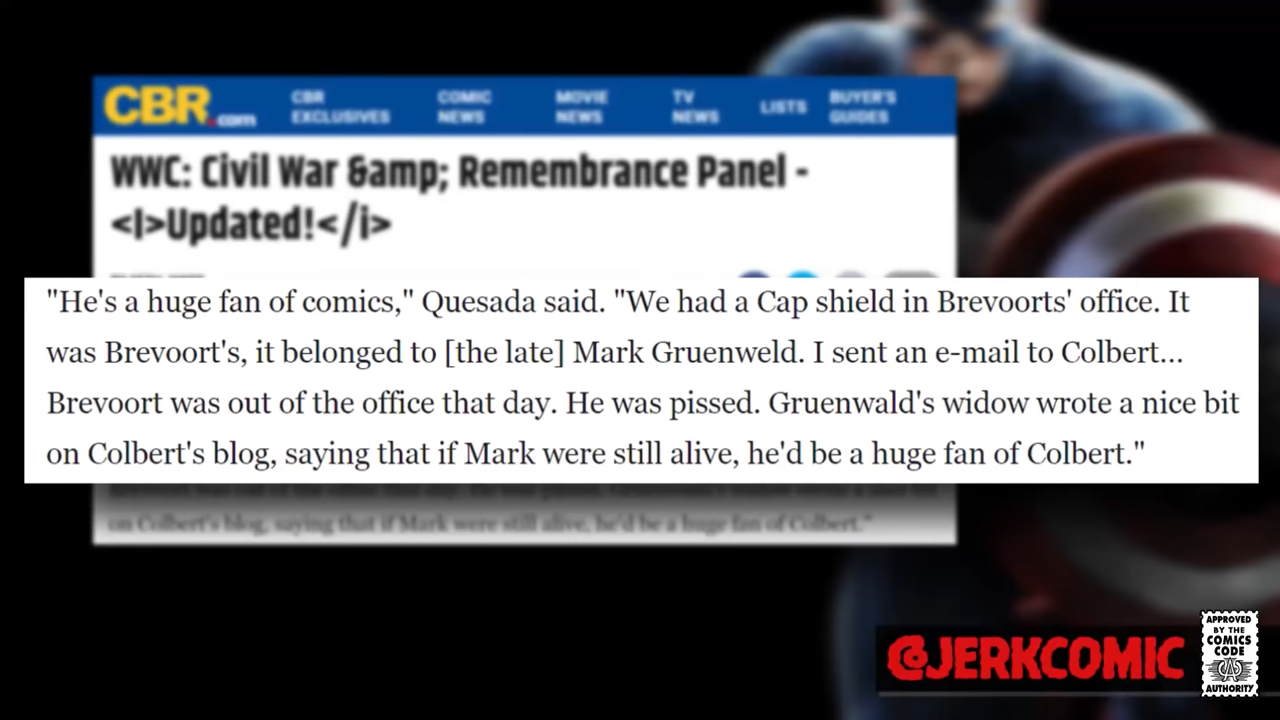 CBR.com
CBR EXCLUSIVES
COMIC NEWS
MOVIE NEWS
TV NEWS
LISTS
BUYER'S GUIDES
WWC: Civil War &amp; Remembrance Panel -
<I>Updated!</i>
"He's a huge fan of comics," Quesada said. "We had a Cap shield in Brevoorts' office. It
was Brevoort's, it belonged to [the late] Mark Gruenweld. I sent an e-mail to Colbert...
Brevoort was out of the office that day. He was pissed. Gruenwald's widow wrote a nice bit
on Colbert's blog, saying that if Mark were still alive, he'd be a huge fan of Colbert."
on Colbert's blog, saying that if Mark were still alive, he'd be a huge fan of Colbert."
@JERKCOMIC
APPROVED
BY THE
COMICS
CODE
CA
AUTHORITY